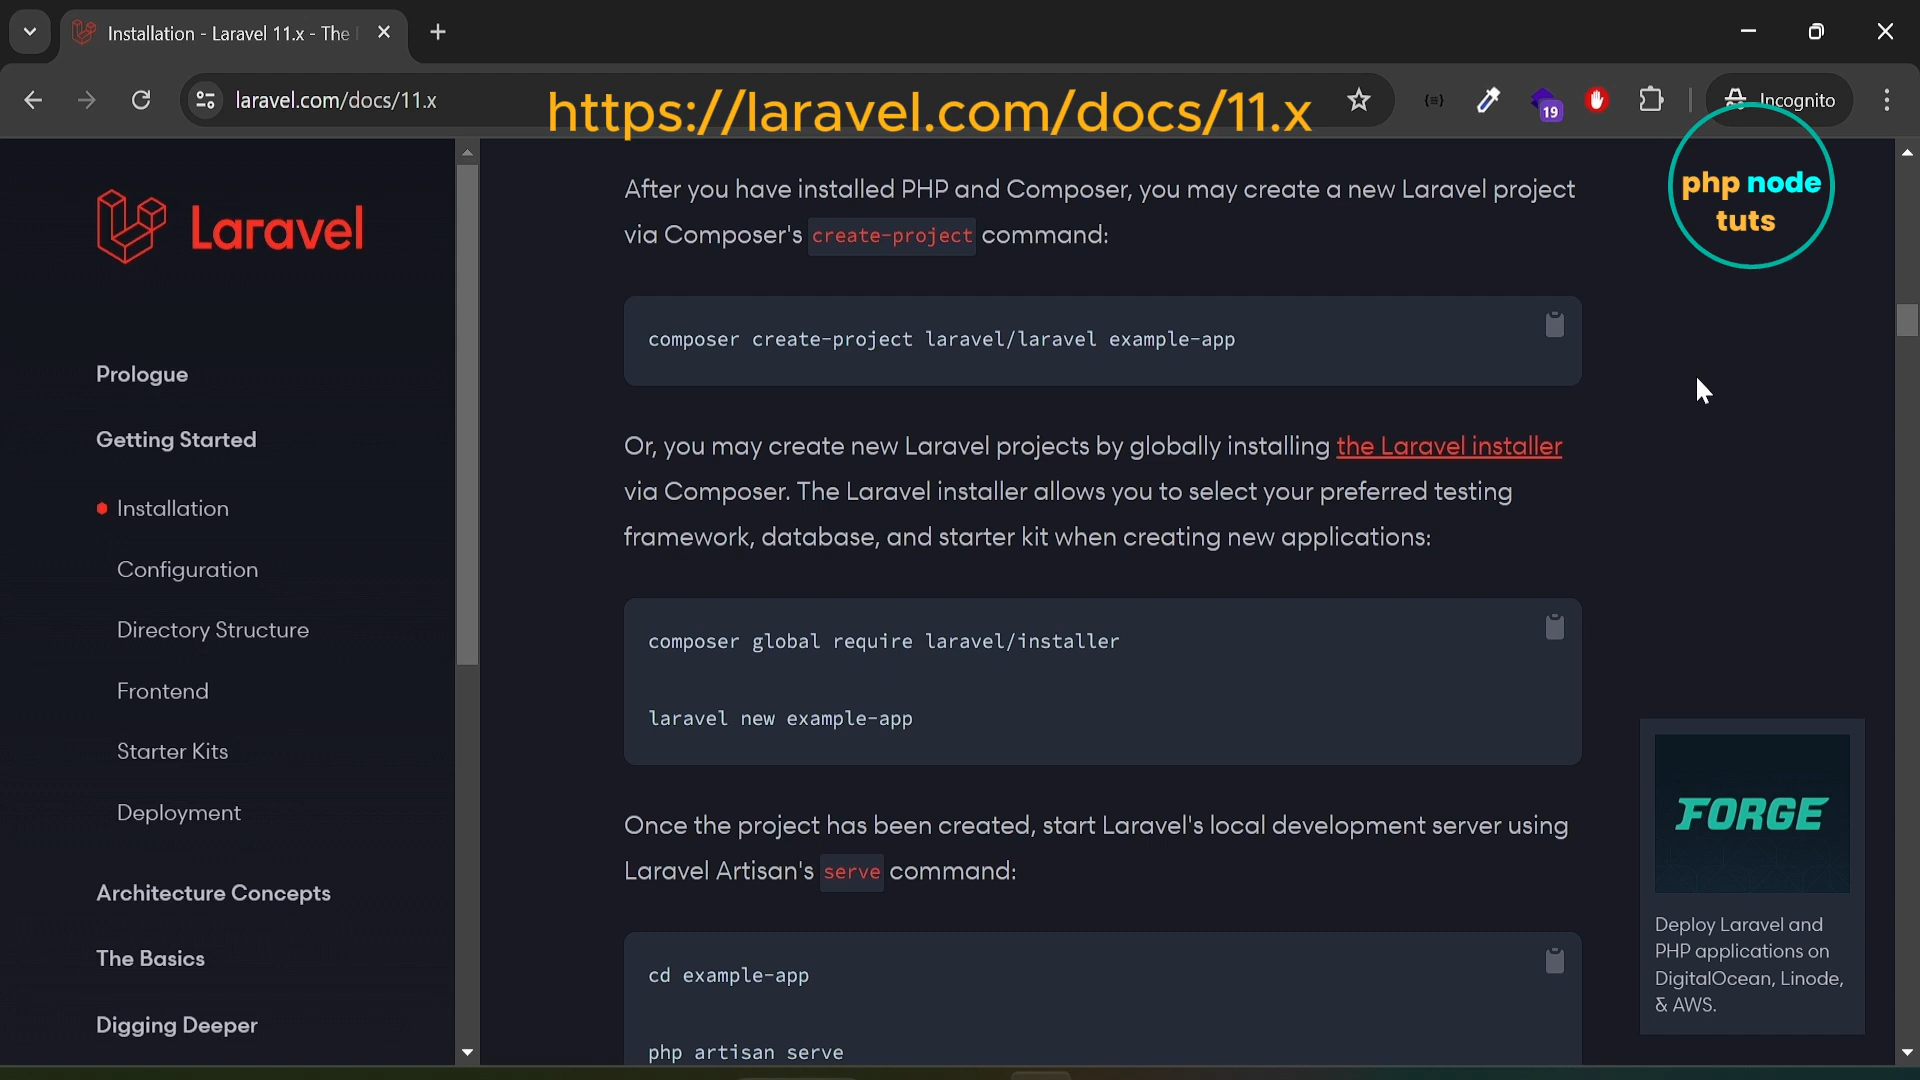 Installation - Laravel 11.x - The
laravel.com/docs/11.x
https://laravel.com/docs/11.x
19
Incognito
php node
tuts
Laravel
Prologue
Getting Started
Installation
Configuration
Directory Structure
Frontend
Starter Kits
Deployment
Architecture Concepts
The Basics
Digging Deeper
After you have installed PHP and Composer, you may create a new Laravel project
via Composer's create-project command:
composer create-project laravel/laravel example-app
Or, you may create new Laravel projects by globally installing the Laravel installer
via Composer. The Laravel installer allows you to select your preferred testing
framework, database, and starter kit when creating new applications:
composer global require laravel/installer
laravel new example-app
Once the project has been created, start Laravel's local development server using
Laravel Artisan's serve command:
cd example-app
php artisan serve
FORGE
Deploy Laravel and
PHP applications on
DigitalOcean, Linode,
& AWS.